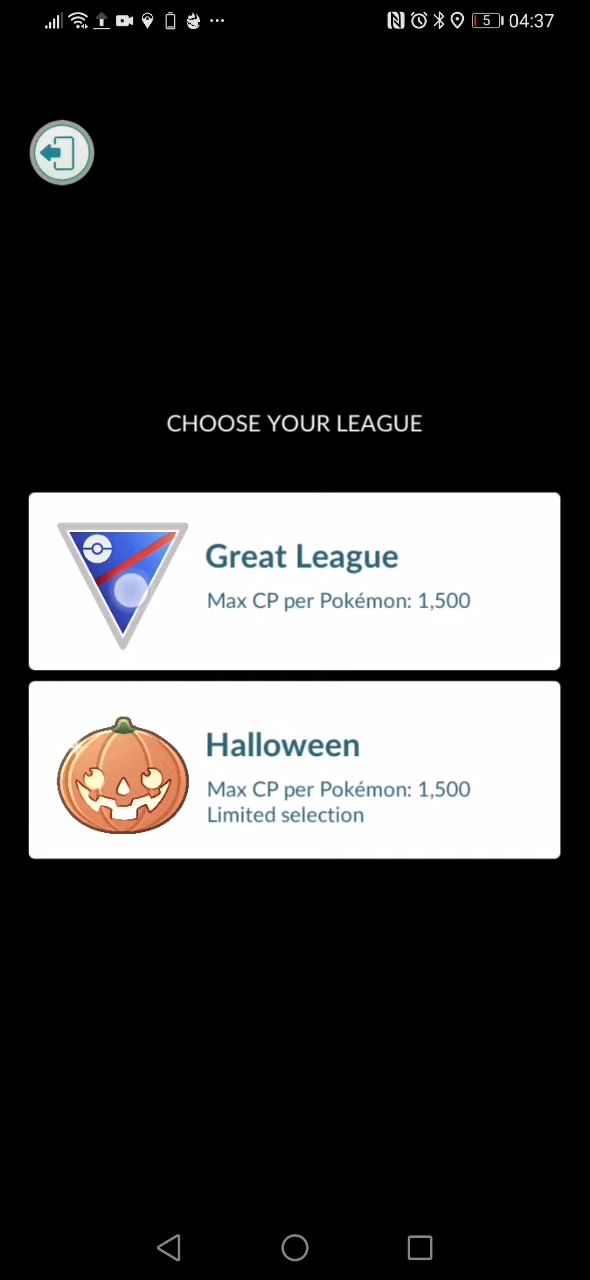 5 04:37
CHOOSE YOUR LEAGUE
Great League
Max CP per Pokémon: 1,500
Halloween
Max CP per Pokémon: 1,500
Limited selection